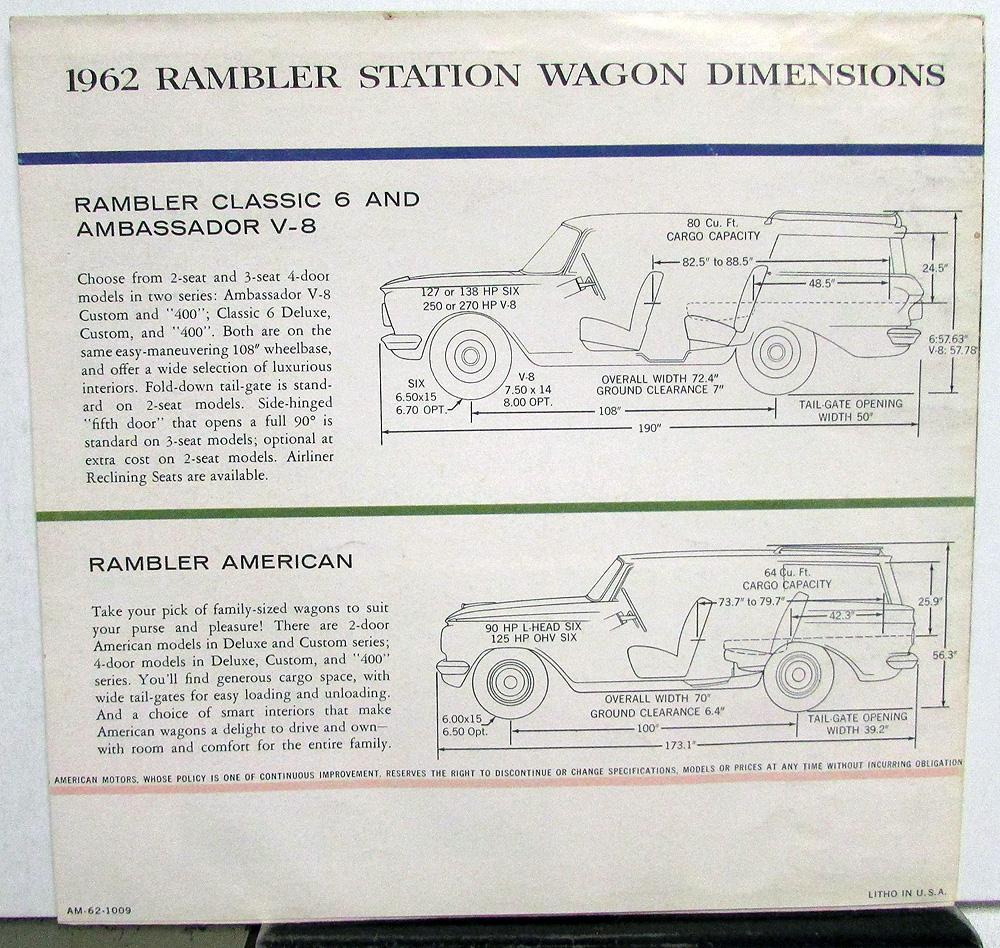 1962 RAMBLER STATION WAGON DIMENSIONS
RAMBLER CLASSIC 6 AND
AMBASSADOR V-8
Choose from 2-seat and 3-seat 4-door
models in two series: Ambassador V-8
Custom and "400"; Classic 6 Deluxe,
Custom, and "400". Both are on the
same easy-maneuvering 108" wheelbase,
and offer a wide selection of luxurious
interiors. Fold-down tail-gate is stand-
ard on 2-seat models. Side-hinged
"fifth door" that opens a full 90° is
standard on 3-seat models; optional at
extra cost on 2-seat models. Airliner
Reclining Seats are available.
80 Cu. Ft.
CARGO CAPACITY
82.5" to 88.5"
48.5"
24.5"
127 or 138 HP SIX
250 or 270 HP V-8
6:57.63"
V-8: 57.78"
SIX
6.50x15
6.70 OPT.
V-8
7.50 x 14
8.00 OPT.
OVERALL WIDTH 72.4"
GROUND CLEARANCE 7"
108"
TAIL-GATE OPENING
WIDTH 50"
190"
RAMBLER AMERICAN
Take your pick of family-sized wagons to suit
your purse and pleasure! There are 2-door
American models in Deluxe and Custom series;
4-door models in Deluxe, Custom, and "400"
series. You'll find generous cargo space, with
wide tail-gates for easy loading and unloading.
And a choice of smart interiors that make
American wagons a delight to drive and own—
with room and comfort for the entire family.
64 Cu. Ft.
CARGO CAPACITY
73.7" to 79.7"
42.3"
25.9"
90 HP L-HEAD SIX
125 HP OHV SIX
56.3"
6.00x15
6.50 Opt.
OVERALL WIDTH 70"
GROUND CLEARANCE 6.4"
100"
TAIL-GATE OPENING
WIDTH 39.2"
173.1"
AMERICAN MOTORS, WHOSE POLICY IS ONE OF CONTINUOUS IMPROVEMENT, RESERVES THE RIGHT TO DISCONTINUE OR CHANGE SPECIFICATIONS, MODELS OR PRICES AT ANY TIME WITHOUT INCURRING OBLIGATION
AM-62-1009
LITHO IN U.S.A.